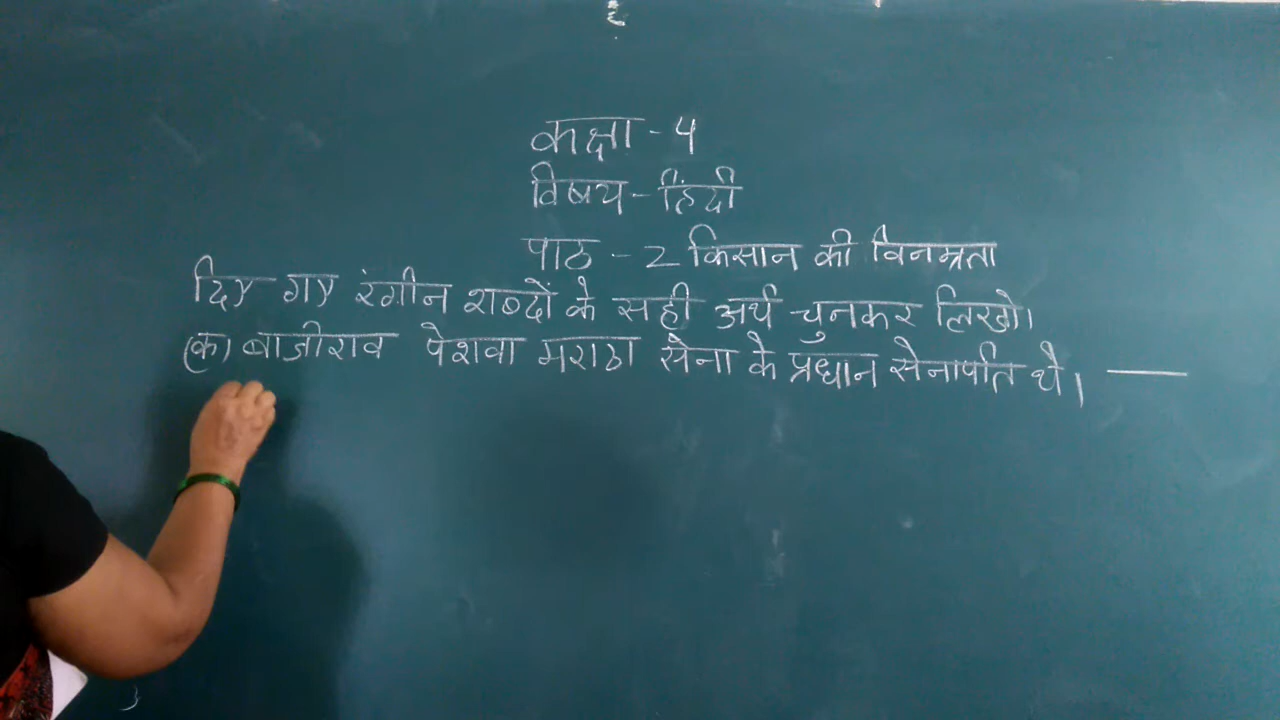 कक्षा - 4
विषय - हिंदी
पाठ - 2 किसान की विनम्रता
दिए गए रंगीन शब्दों के सही अर्थ चुनकर लिखो।
(क) बाजीराव पेशवा मराठा सेना के प्रधान सेनापति थे। ——